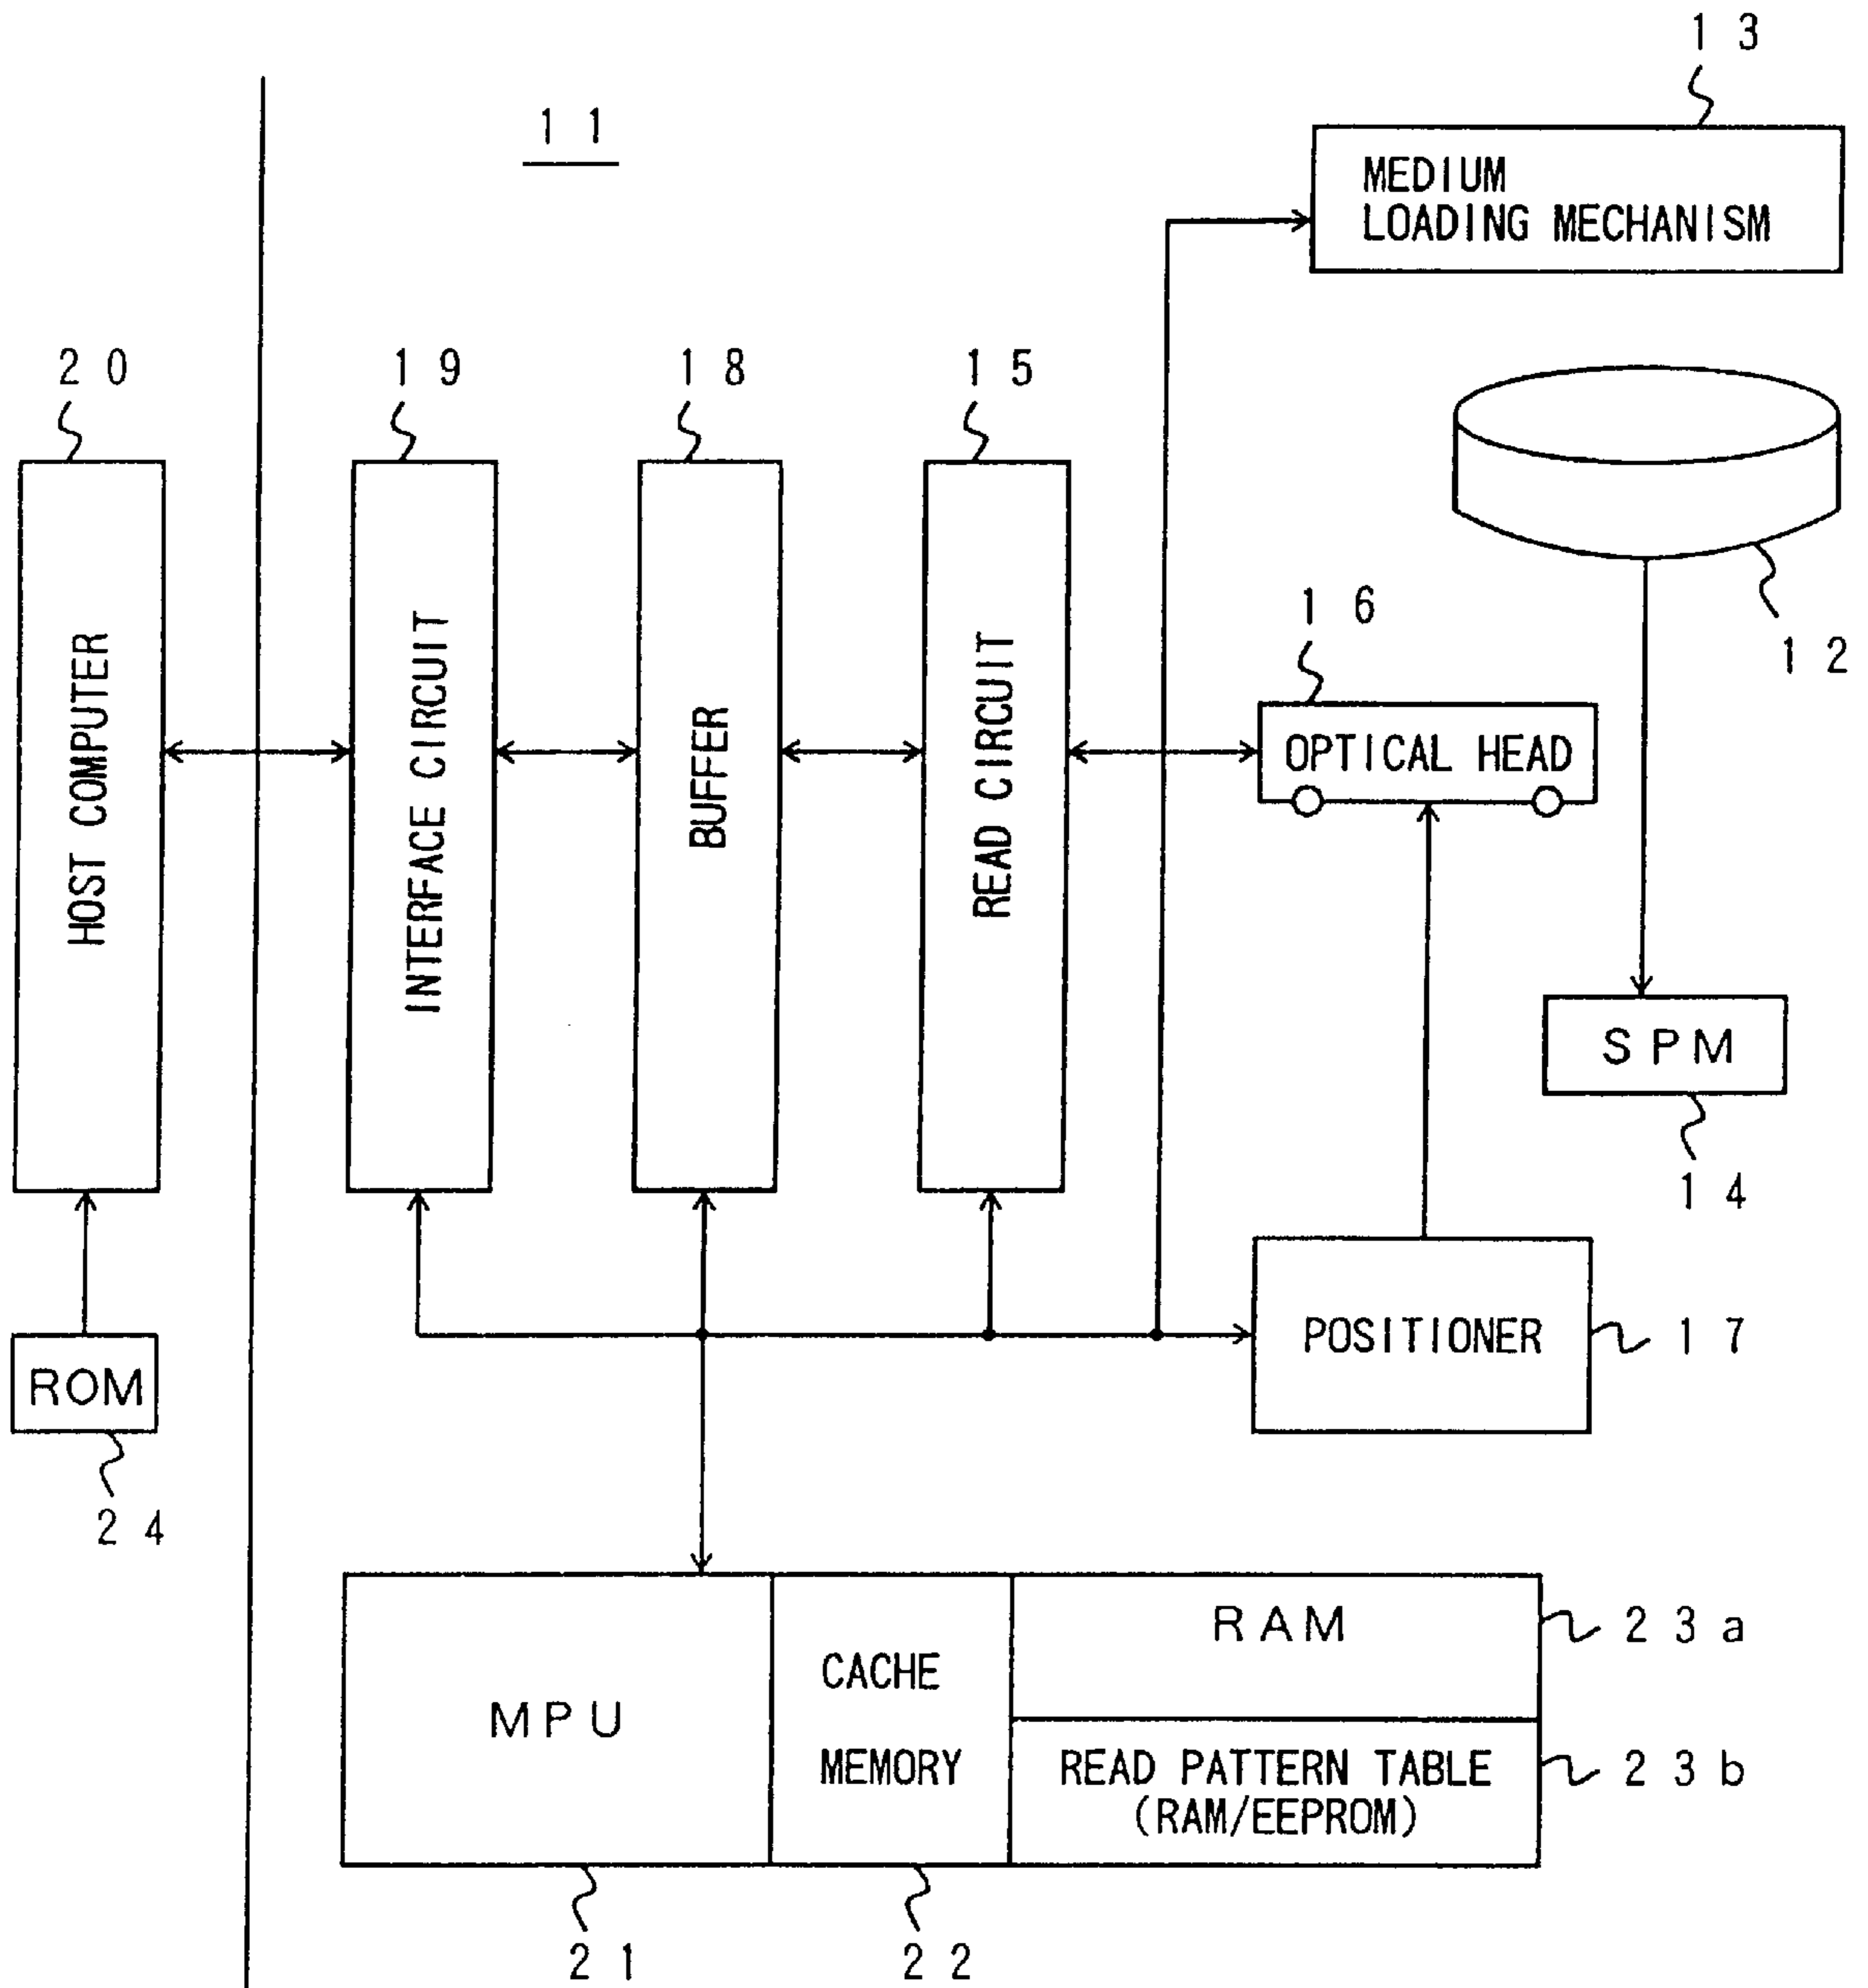 13
11
MEDIUM
LOADING MECHANISM
20
19
18
15
12
16
HOST COMPUTER
INTERFACE CIRCUIT
BUFFER
READ CIRCUIT
OPTICAL HEAD
SPM
14
POSITIONER
17
ROM
24
MPU
CACHE
MEMORY
RAM
23a
READ PATTERN TABLE
(RAM/EEPROM)
23b
21
22